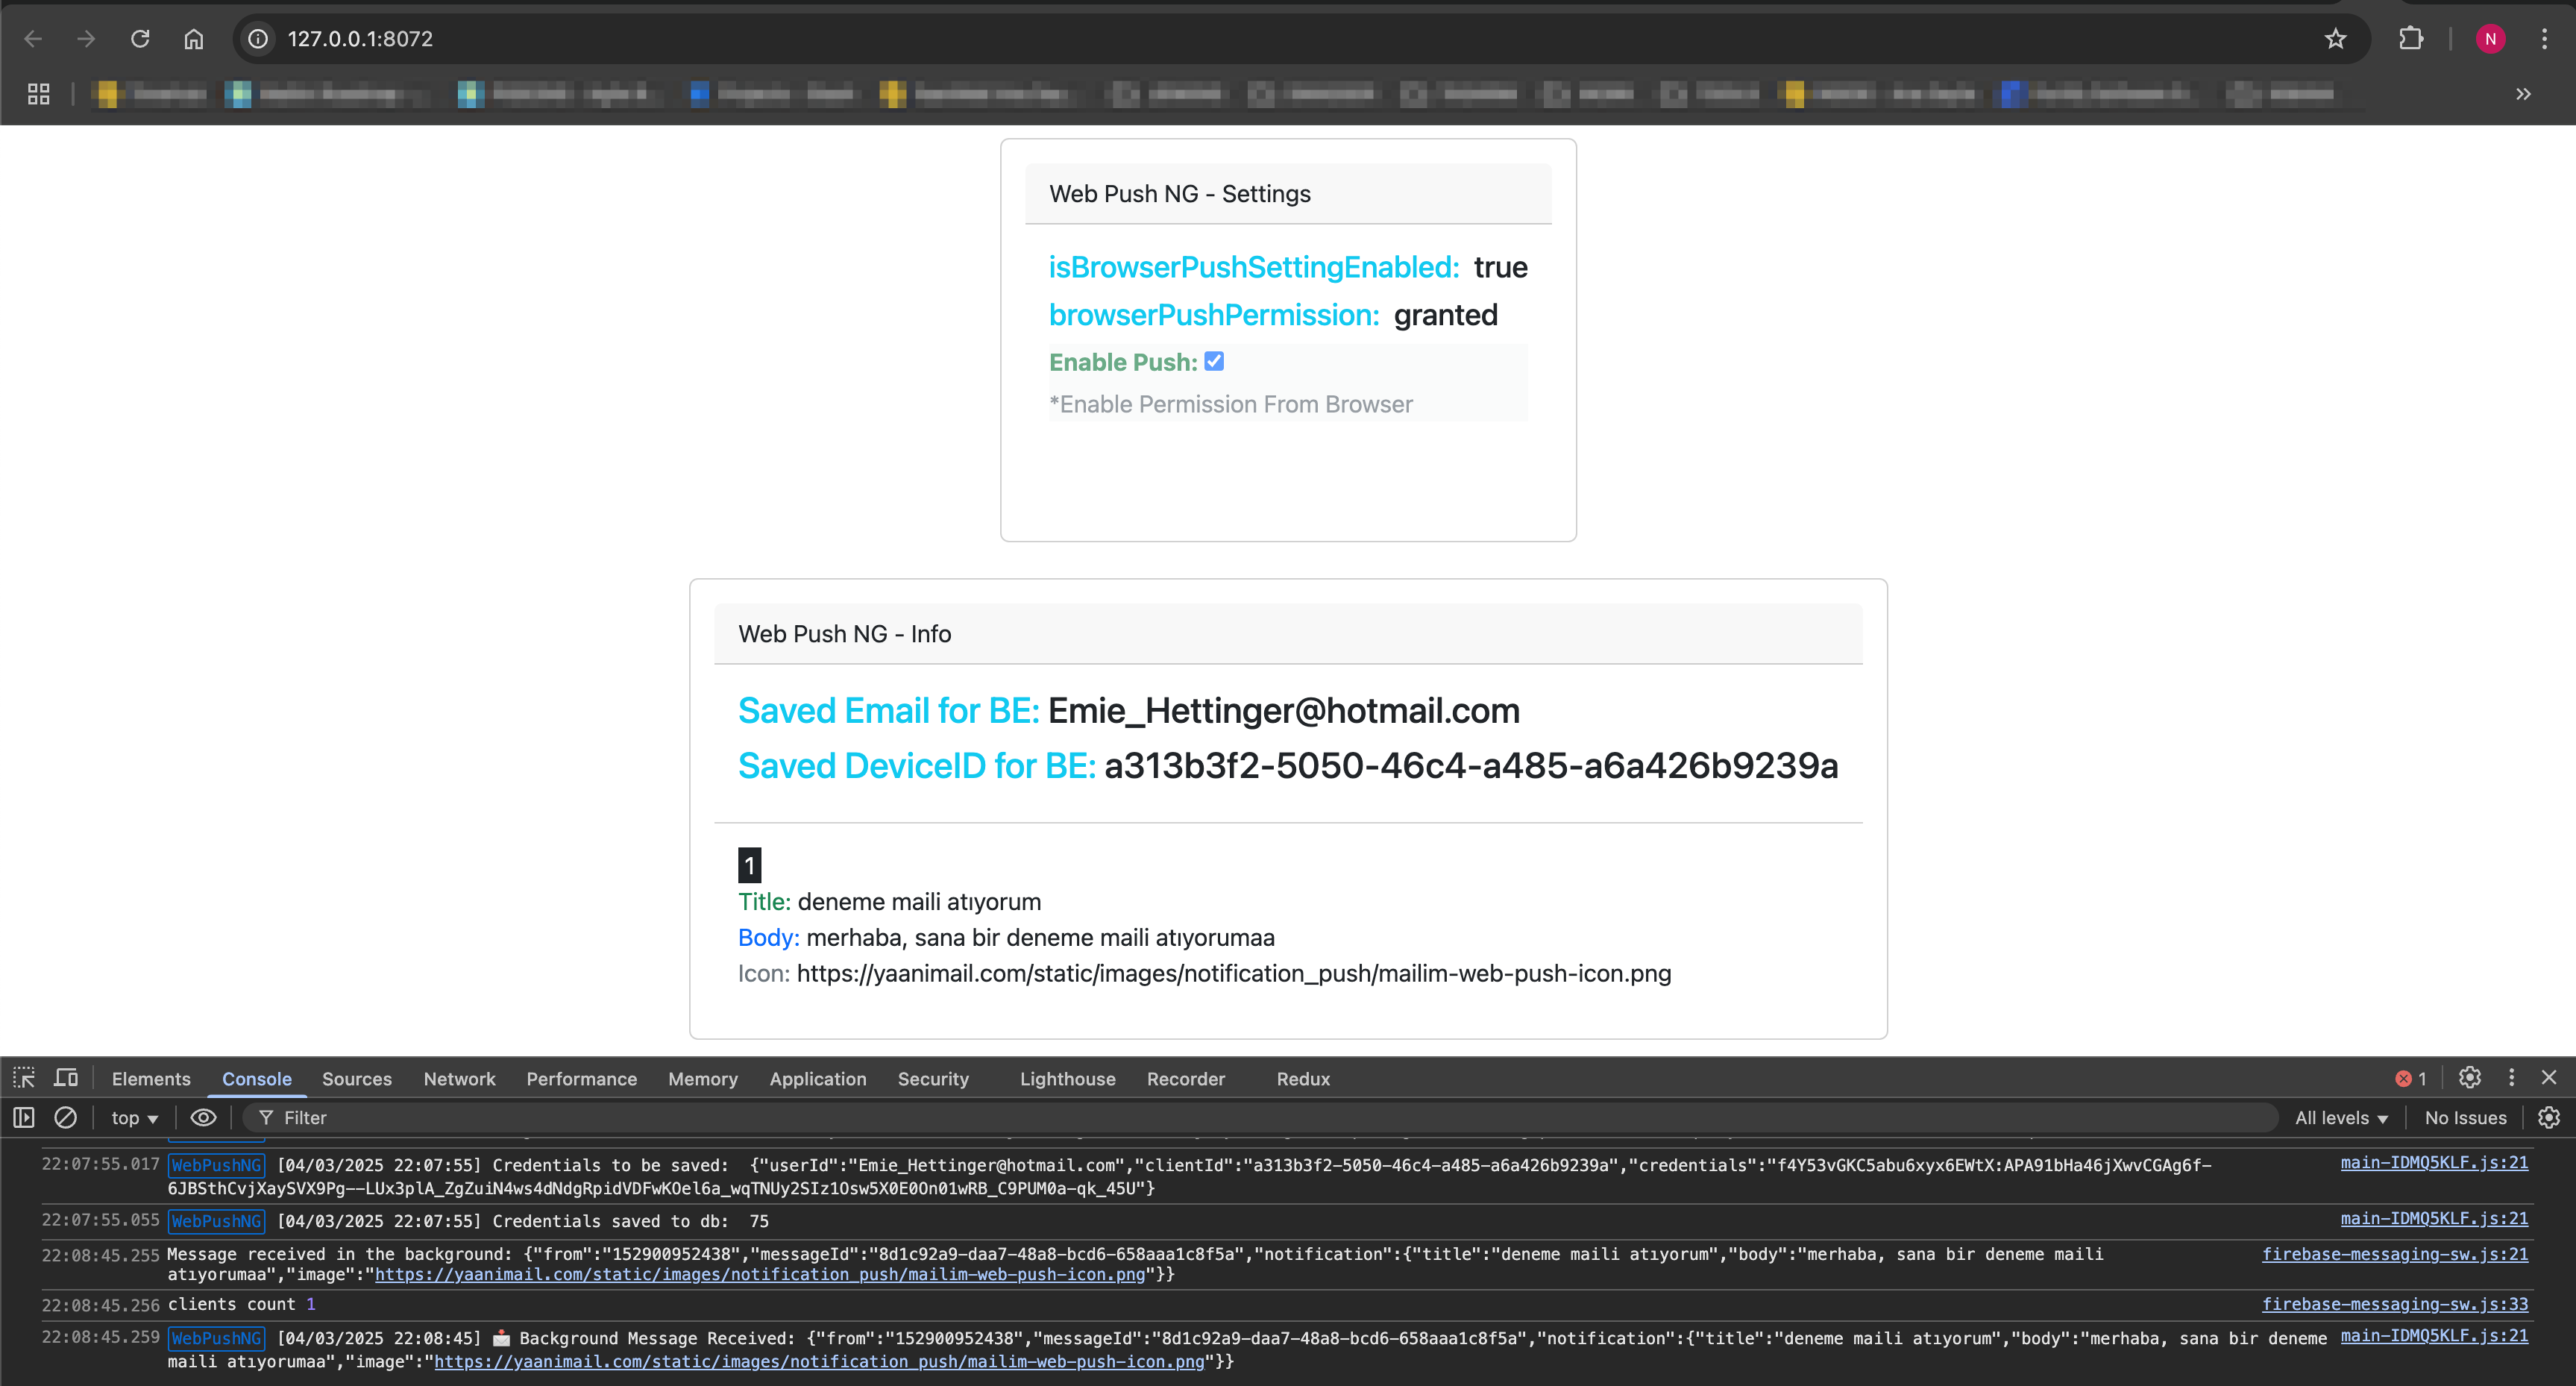 127.0.0.1:8072
N
Web Push NG - Settings
isBrowserPushSettingEnabled: true
browserPushPermission: granted
Enable Push:
*Enable Permission From Browser
Web Push NG - Info
Saved Email for BE: Emie_Hettinger@hotmail.com
Saved DeviceID for BE: a313b3f2-5050-46c4-a485-a6a426b9239a
1
Title: deneme maili atıyorum
Body: merhaba, sana bir deneme maili atıyorumaa
Icon: https://yaanimail.com/static/images/notification_push/mailim-web-push-icon.png
Elements Console Sources Network Performance Memory Application Security Lighthouse Recorder Redux 1
top Filter All levels No Issues
22:07:55.017 WebPushNG [04/03/2025 22:07:55] Credentials to be saved: {"userId":"Emie_Hettinger@hotmail.com","clientId":"a313b3f2-5050-46c4-a485-a6a426b9239a","credentials":"f4Y53vGKC5abu6xyx6EWtX:APA91bHa46jXwvCGAg6f- main-IDMQ5KLF.js:21
6JBSthCvjXaySVX9Pg--LUx3plA_ZgZuiN4ws4dNdgRpidVDFwKOel6a_wqTNUy2SIz1Osw5X0E0On01wRB_C9PUM0a-qk_45U"}
22:07:55.055 WebPushNG [04/03/2025 22:07:55] Credentials saved to db: 75 main-IDMQ5KLF.js:21
22:08:45.255 Message received in the background: {"from":"152900952438","messageId":"8d1c92a9-daa7-48a8-bcd6-658aaa1c8f5a","notification":{"title":"deneme maili atıyorum","body":"merhaba, sana bir deneme maili firebase-messaging-sw.js:21
atıyorumaa","image":"https://yaanimail.com/static/images/notification_push/mailim-web-push-icon.png"}}
22:08:45.256 clients count 1 firebase-messaging-sw.js:33
22:08:45.259 WebPushNG [04/03/2025 22:08:45] 📩 Background Message Received: {"from":"152900952438","messageId":"8d1c92a9-daa7-48a8-bcd6-658aaa1c8f5a","notification":{"title":"deneme maili atıyorum","body":"merhaba, sana bir deneme main-IDMQ5KLF.js:21
maili atıyorumaa","image":"https://yaanimail.com/static/images/notification_push/mailim-web-push-icon.png"}}